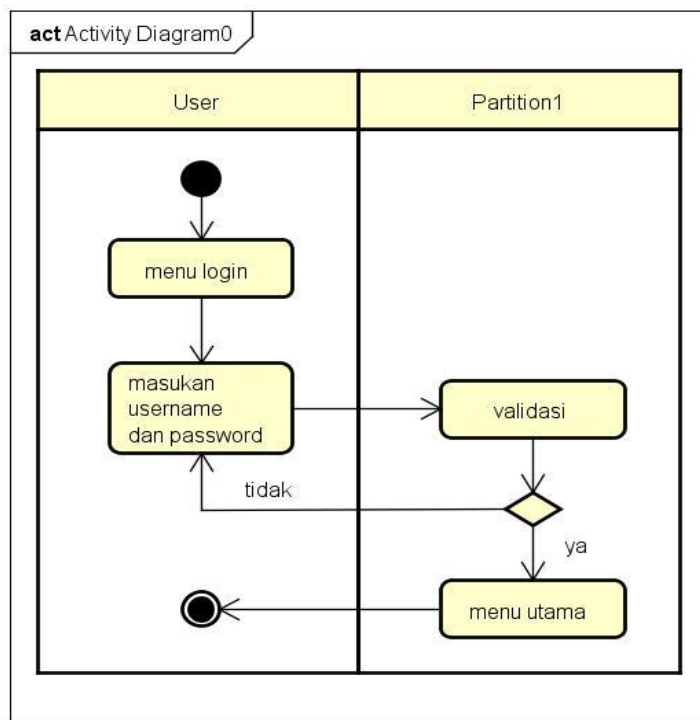 act Activity Diagram0
User
Partition1
menu login
masukan
username
dan password
validasi
tidak
ya
menu utama